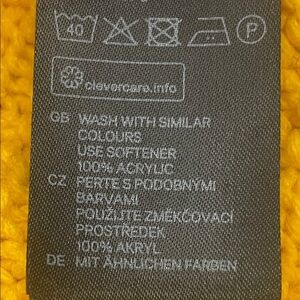 40 P
clevercare.info
GB WASH WITH SIMILAR
COLOURS
USE SOFTENER
100% ACRYLIC
CZ PERTE S PODOBNÝMI
BARVAMI
POUŽIJTE ZMĚKČOVACÍ
PROSTREDEK
100% AKRYL
DE MIT ÄHNLICHEN FARBEN